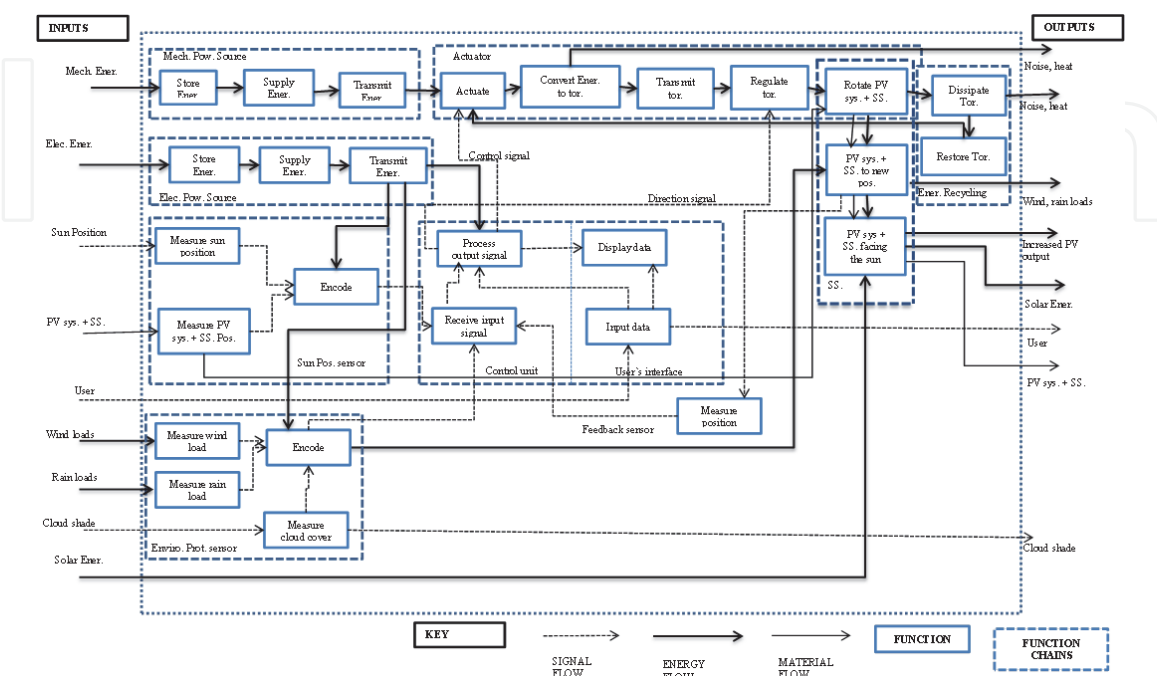 INPUTS
OUTPUTS
Mech. Pow. Source
Actuator
Mech. Ener.
Store
Ener.
Supply
Ener.
Transmit
Ener
Actuate
Convert Ener.
to tor.
Transmit
tor.
Regulate
tor.
Rotate PV
sys. + SS.
Dissipate
Tor.
Noise, heat
Noise, heat
Elec. Ener.
Store
Ener.
Supply
Ener.
Transmit
Ener.
Control signal
PV sys. +
SS. to new
pos.
Restore Tor.
Elec. Pow. Source
Direction signal
Ener. Recycling
Wind, rain loads
Sun Position
Measure sun
position
Process
output signal
Display data
PV sys +
SS. facing
the sun
Increased PV
output
Encode
SS.
Solar Ener.
PV sys. + SS.
Measure PV
sys. + SS. Pos.
Receive input
signal
Input data
User
Sun Pos. sensor
Control unit
User's interface
PV sys. + SS.
User
Measure
position
Feedback sensor
Wind loads
Measure wind
load
Encode
Rain loads
Measure rain
load
Cloud shade
Measure
cloud cover
Enviro. Prot. sensor
Cloud shade
Solar Ener.
KEY
FUNCTION
FUNCTION
CHAINS
SIGNAL
FLOW
ENERGY
FLOW
MATERIAL
FLOW